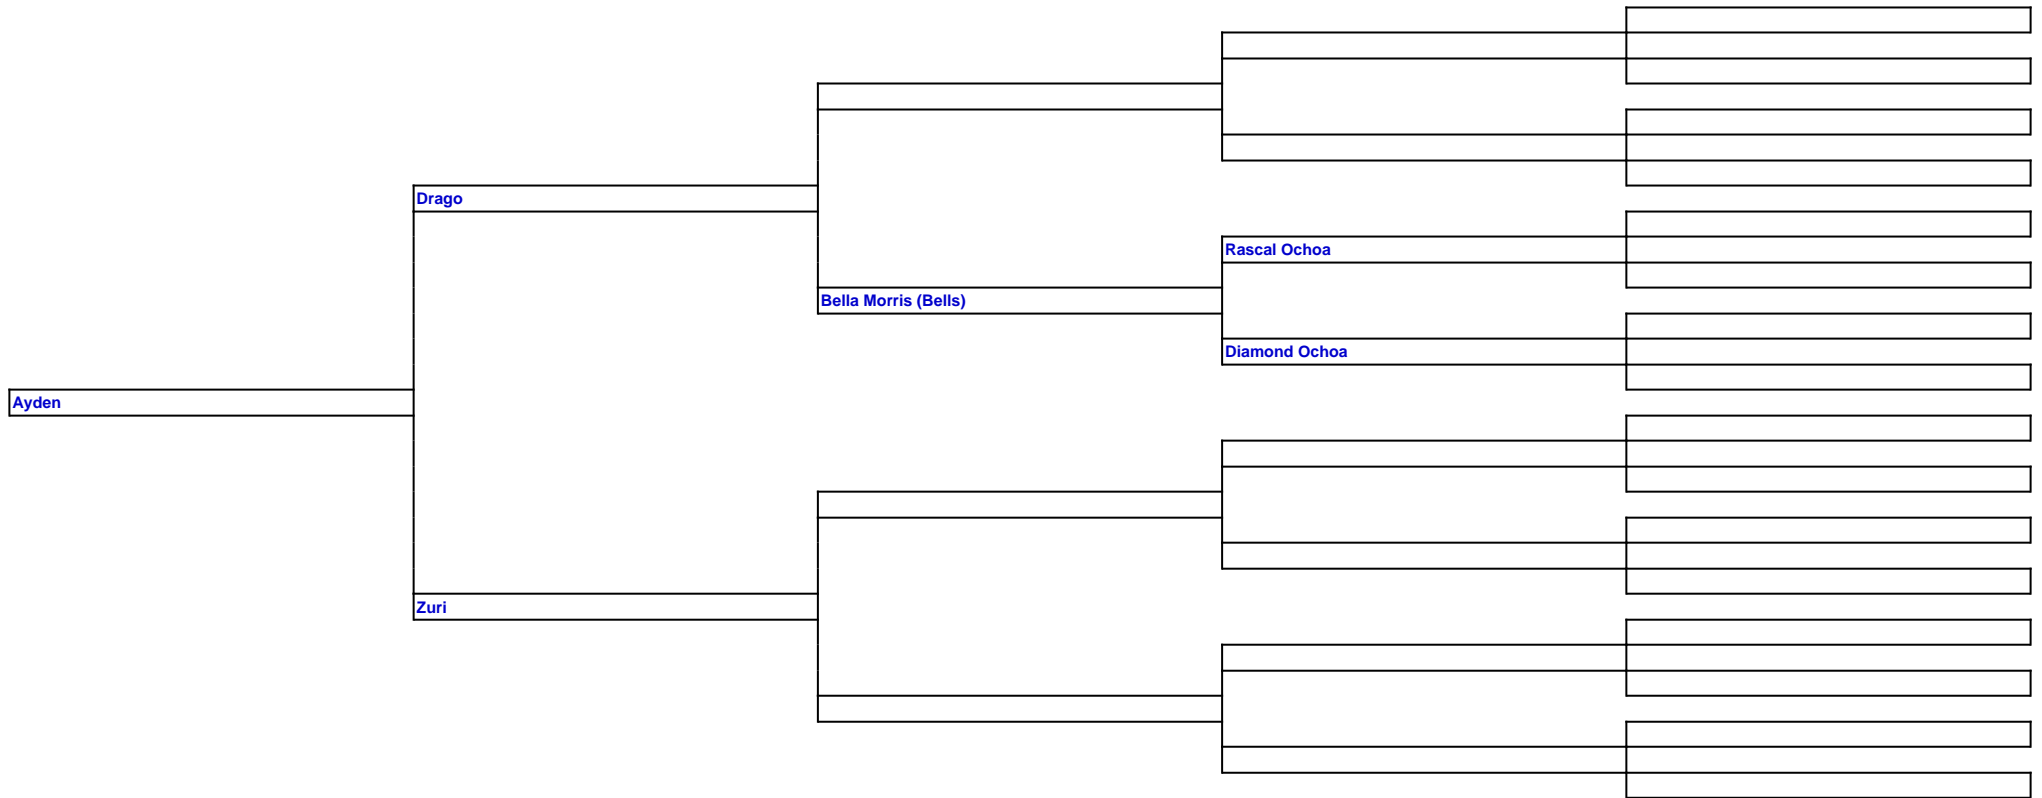 Drago
Rascal Ochoa
Bella Morris (Bells)
Diamond Ochoa
Ayden
Zuri